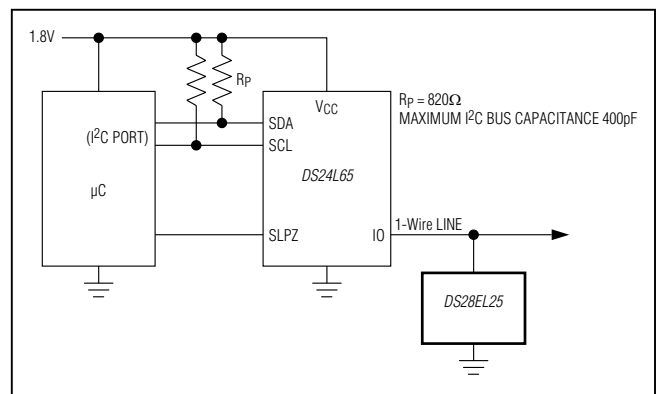 1.8V
RP
RP = 820Ω
MAXIMUM I²C BUS CAPACITANCE 400pF
VCC
(I²C PORT)
SDA
SCL
DS24L65
µC
SLPZ
IO
1-Wire LINE
DS28EL25